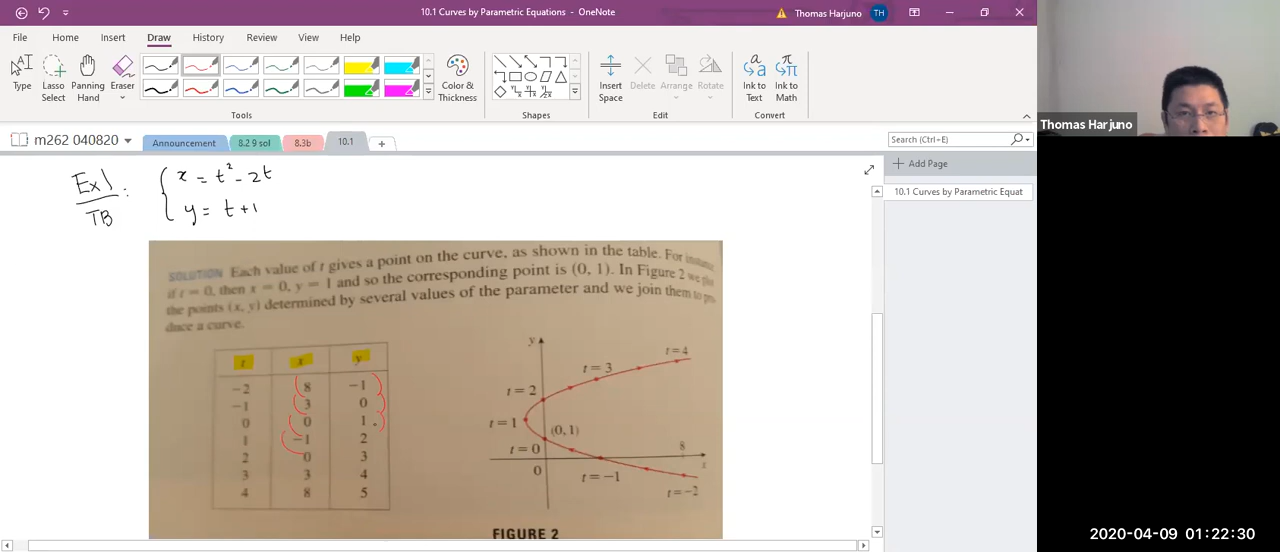 10.1 Curves by Parametric Equations - OneNote
Thomas Harjuno TH
File Home Insert Draw History Review View Help
Type Lasso Select Panning Hand Eraser
Color & Thickness
Insert Space Delete Arrange Rotate
Ink to Text Ink to Math
Tools Shapes Edit Convert
Thomas Harjuno
m262 040820 Announcement 8.2 9 sol 8.3b 10.1
Search (Ctrl+E)
Add Page
10.1 Curves by Parametric Equat
Ex 1 : x = t² - 2t
TB y = t + 1
SOLUTION Each value of t gives a point on the curve, as shown in the table. For instance
if t = 0, then x = 0, y = 1 and so the corresponding point is (0, 1). In Figure 2 we plot
the points (x, y) determined by several values of the parameter and we join them to pro
duce a curve.
t x y
-2 8 -1
-1 3 0
0 0 1
1 -1 2
2 0 3
3 3 4
4 8 5
y
t = 4
t = 3
t = 2
t = 1
(0, 1)
t = 0
8
x
0
t = -1
t = -2
FIGURE 2
2020-04-09 01:22:30